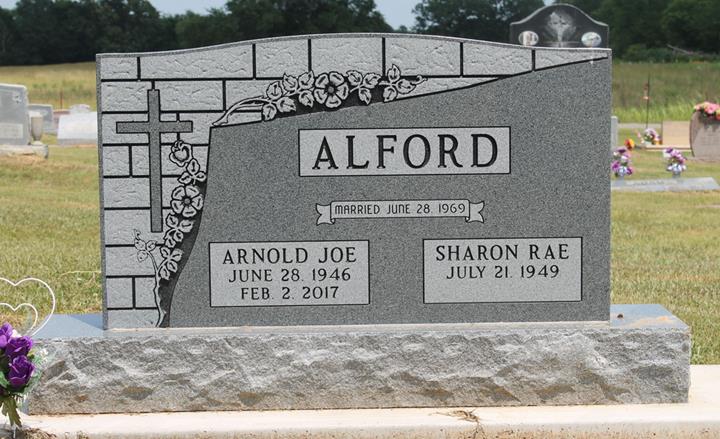 ALFORD
MARRIED JUNE 28. 1969
ARNOLD JOE
JUNE 28. 1946
FEB. 2. 2017
SHARON RAE
JULY 21. 1949